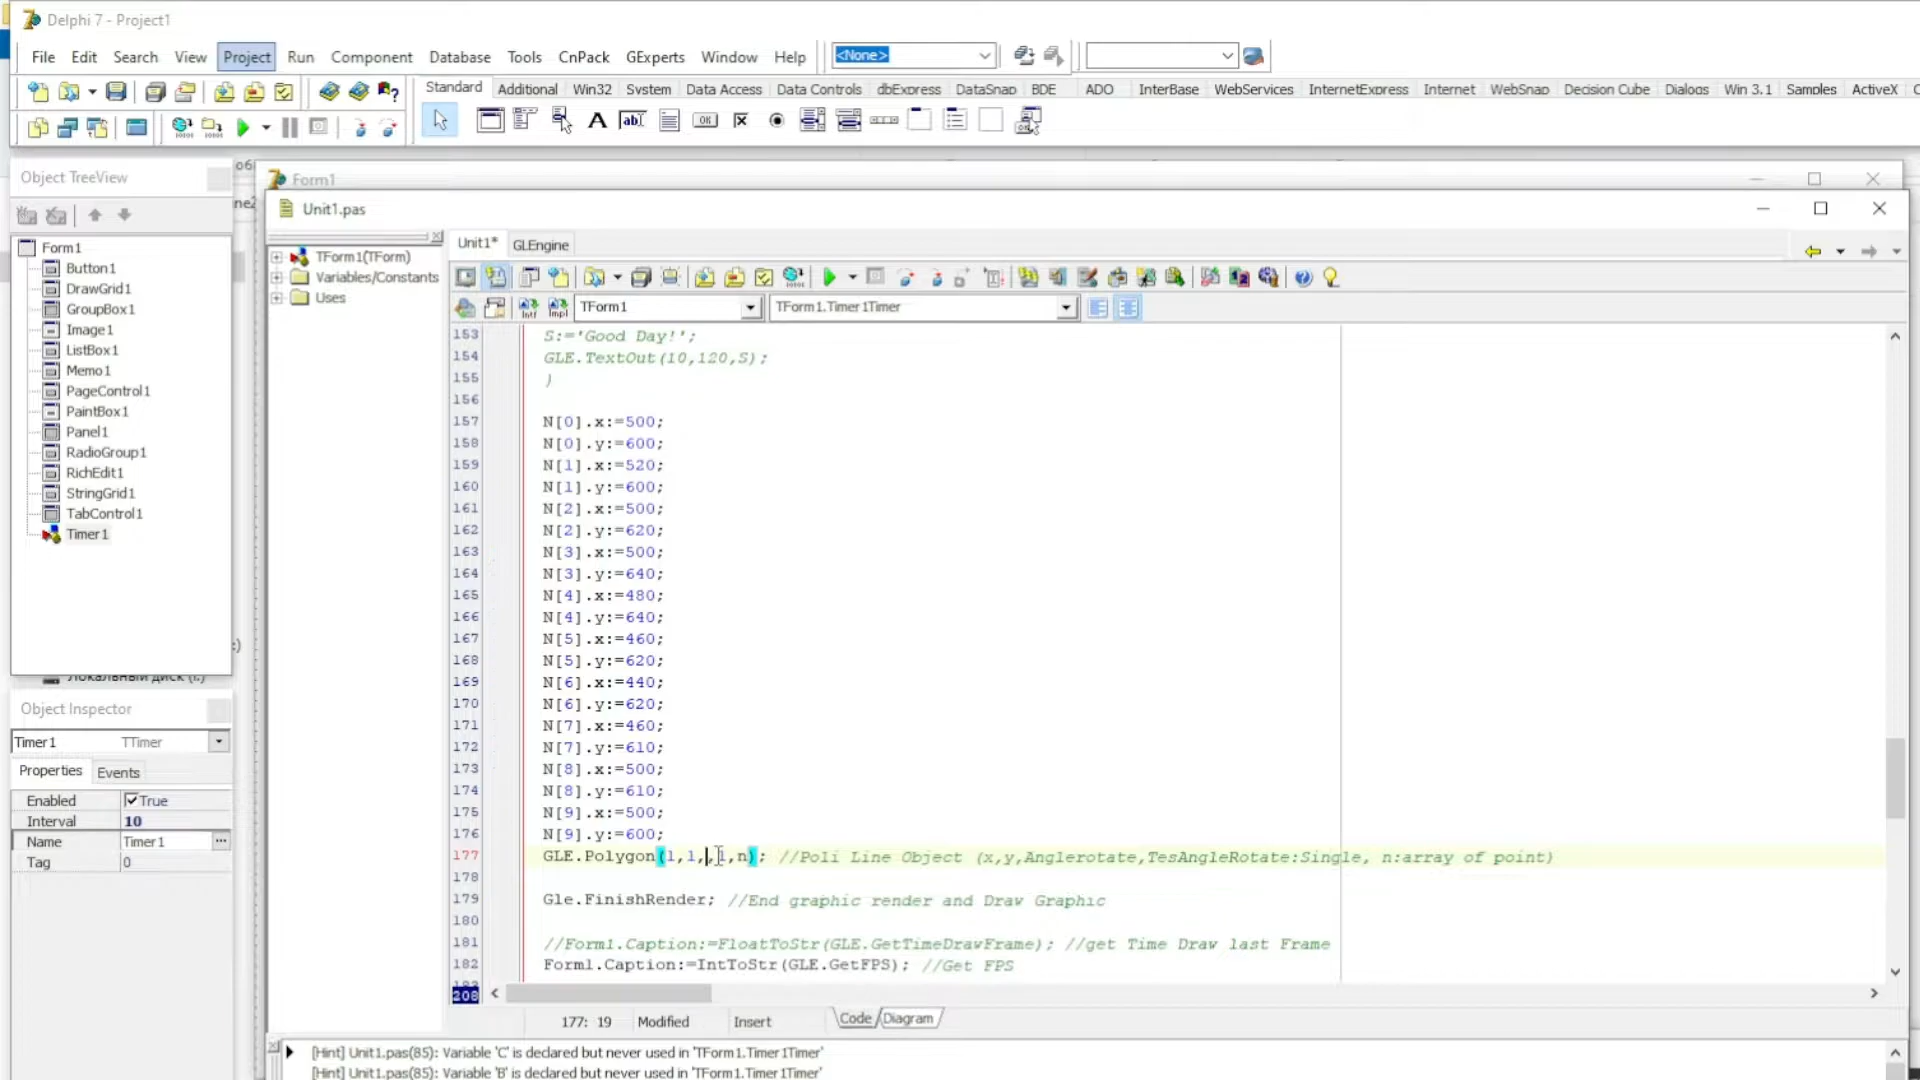 Delphi 7 - Project1
File Edit Search View Project Run Component Database Tools CnPack GExperts Window Help <None>
Standard Additional Win32 System Data Access Data Controls dbExpress DataSnap BDE ADO InterBase WebServices InternetExpress Internet WebSnap Decision Cube Dialogs Win 3.1 Samples ActiveX
Object TreeView
Form1
Button1
DrawGrid1
GroupBox1
Image1
ListBox1
Memo1
PageControl1
PaintBox1
Panel1
RadioGroup1
RichEdit1
StringGrid1
TabControl1
Timer1
Object Inspector
Timer1 TTimer
Properties Events
Enabled True
Interval 10
Name Timer1
Tag 0
Form1
Unit1.pas
TForm1(TForm)
Variables/Constants
Uses
Unit1* GLEngine
TForm1 TForm1.Timer1Timer
153 S:='Good Day!';
154 GLE.TextOut(10,120,S);
155 )
156
157 N[0].x:=500;
158 N[0].y:=600;
159 N[1].x:=520;
160 N[1].y:=600;
161 N[2].x:=500;
162 N[2].y:=620;
163 N[3].x:=500;
164 N[3].y:=640;
165 N[4].x:=480;
166 N[4].y:=640;
167 N[5].x:=460;
168 N[5].y:=620;
169 N[6].x:=440;
170 N[6].y:=620;
171 N[7].x:=460;
172 N[7].y:=610;
173 N[8].x:=500;
174 N[8].y:=610;
175 N[9].x:=500;
176 N[9].y:=600;
177 GLE.Polygon(1,1,,1,n); //Poli Line Object (x,y,Anglerotate,TesAngleRotate:Single, n:array of point)
178
179 Gle.FinishRender; //End graphic render and Draw Graphic
180
181 //Form1.Caption:=FloatToStr(GLE.GetTimeDrawFrame); //get Time Draw last Frame
182 Form1.Caption:=IntToStr(GLE.GetFPS); //Get FPS
208
177: 19 Modified Insert Code Diagram
[Hint] Unit1.pas(85): Variable 'C' is declared but never used in 'TForm1.Timer1Timer'
[Hint] Unit1.pas(85): Variable 'B' is declared but never used in 'TForm1.Timer1Timer'